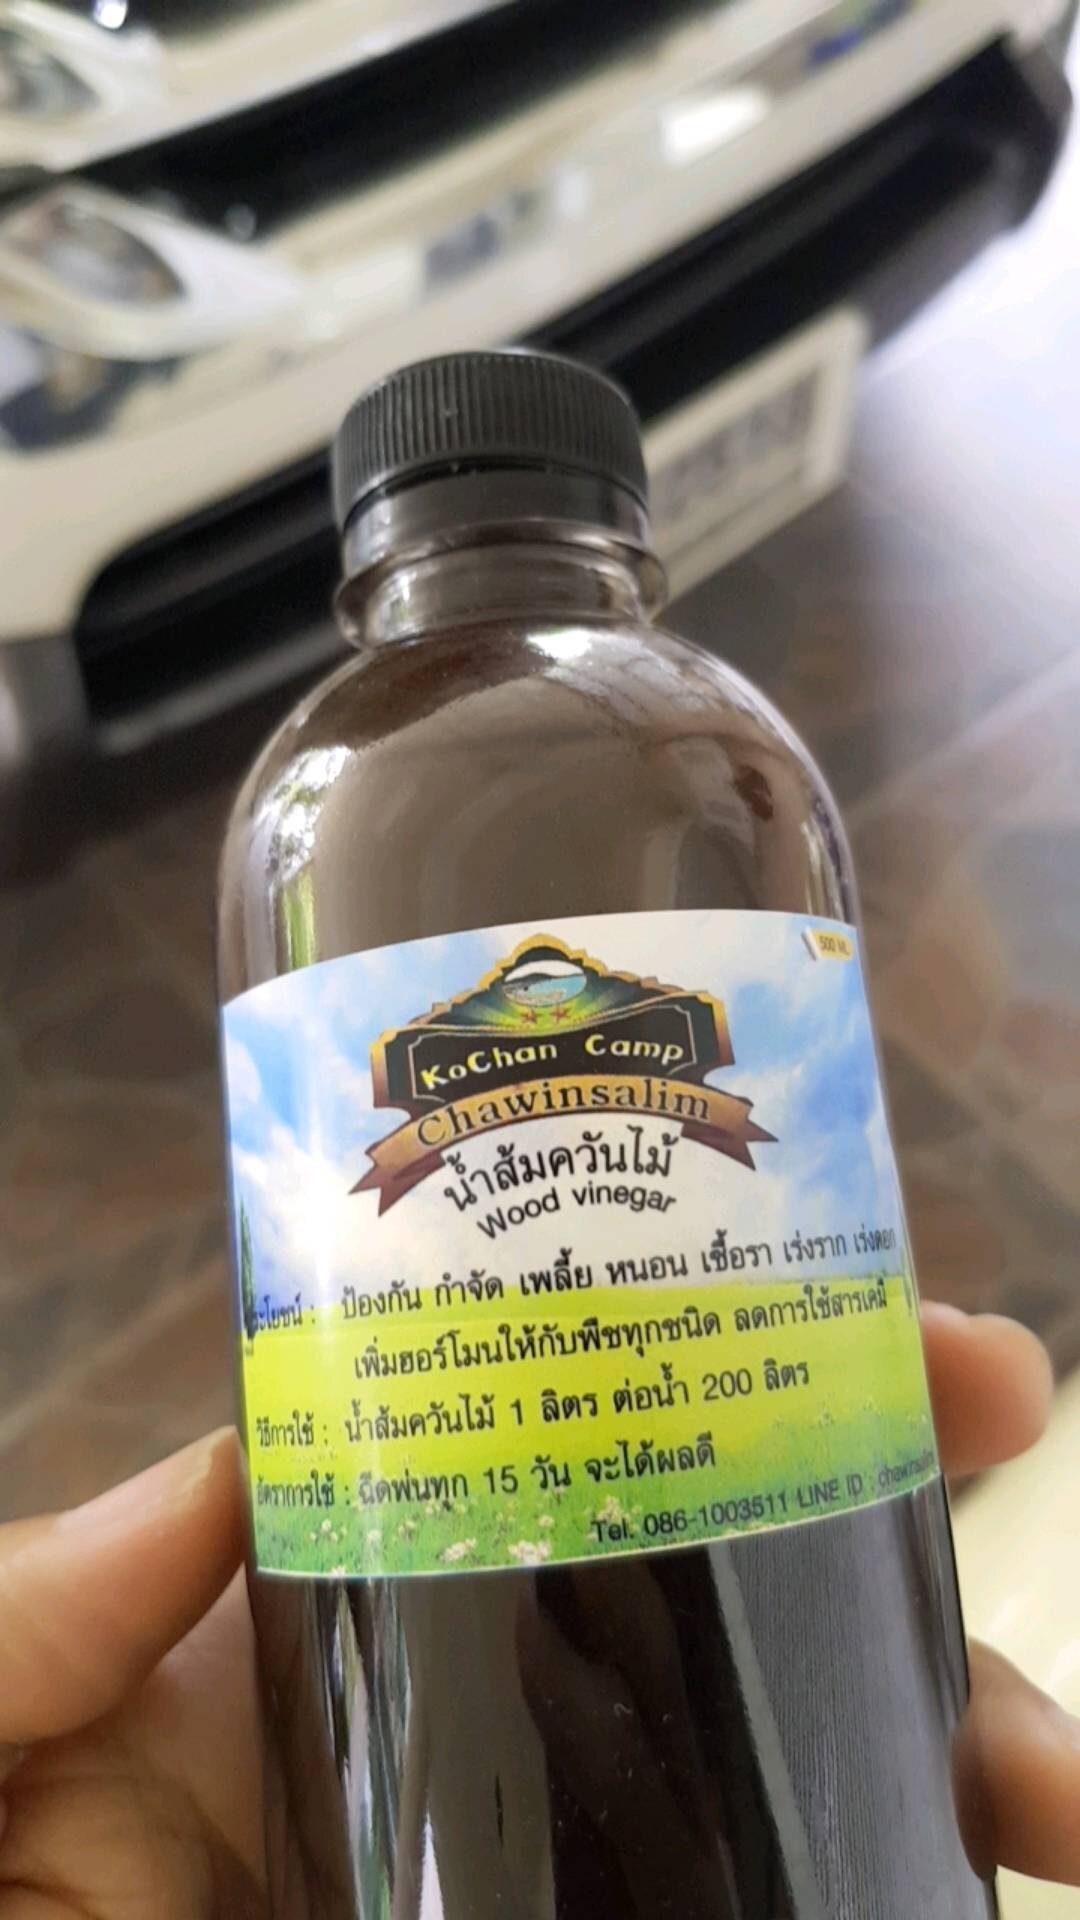 500 ML
KoChan Camp
Chawinsalim
น้ำส้มควันไม้
Wood vinegar
ป้องกัน กำจัด เพลี้ย หนอน เชื้อรา เร่งราก เร่งดอก
เพิ่มฮอร์โมนให้กับพืชทุกชนิด ลดการใช้สารเคมี
วิธีการใช้ : น้ำส้มควันไม้ 1 ลิตร ต่อน้ำ 200 ลิตร
อัตราการใช้ : ฉีดพ่นทุก 15 วัน จะได้ผลดี
Tel. 086-1003511 LINE ID : chawinsalim